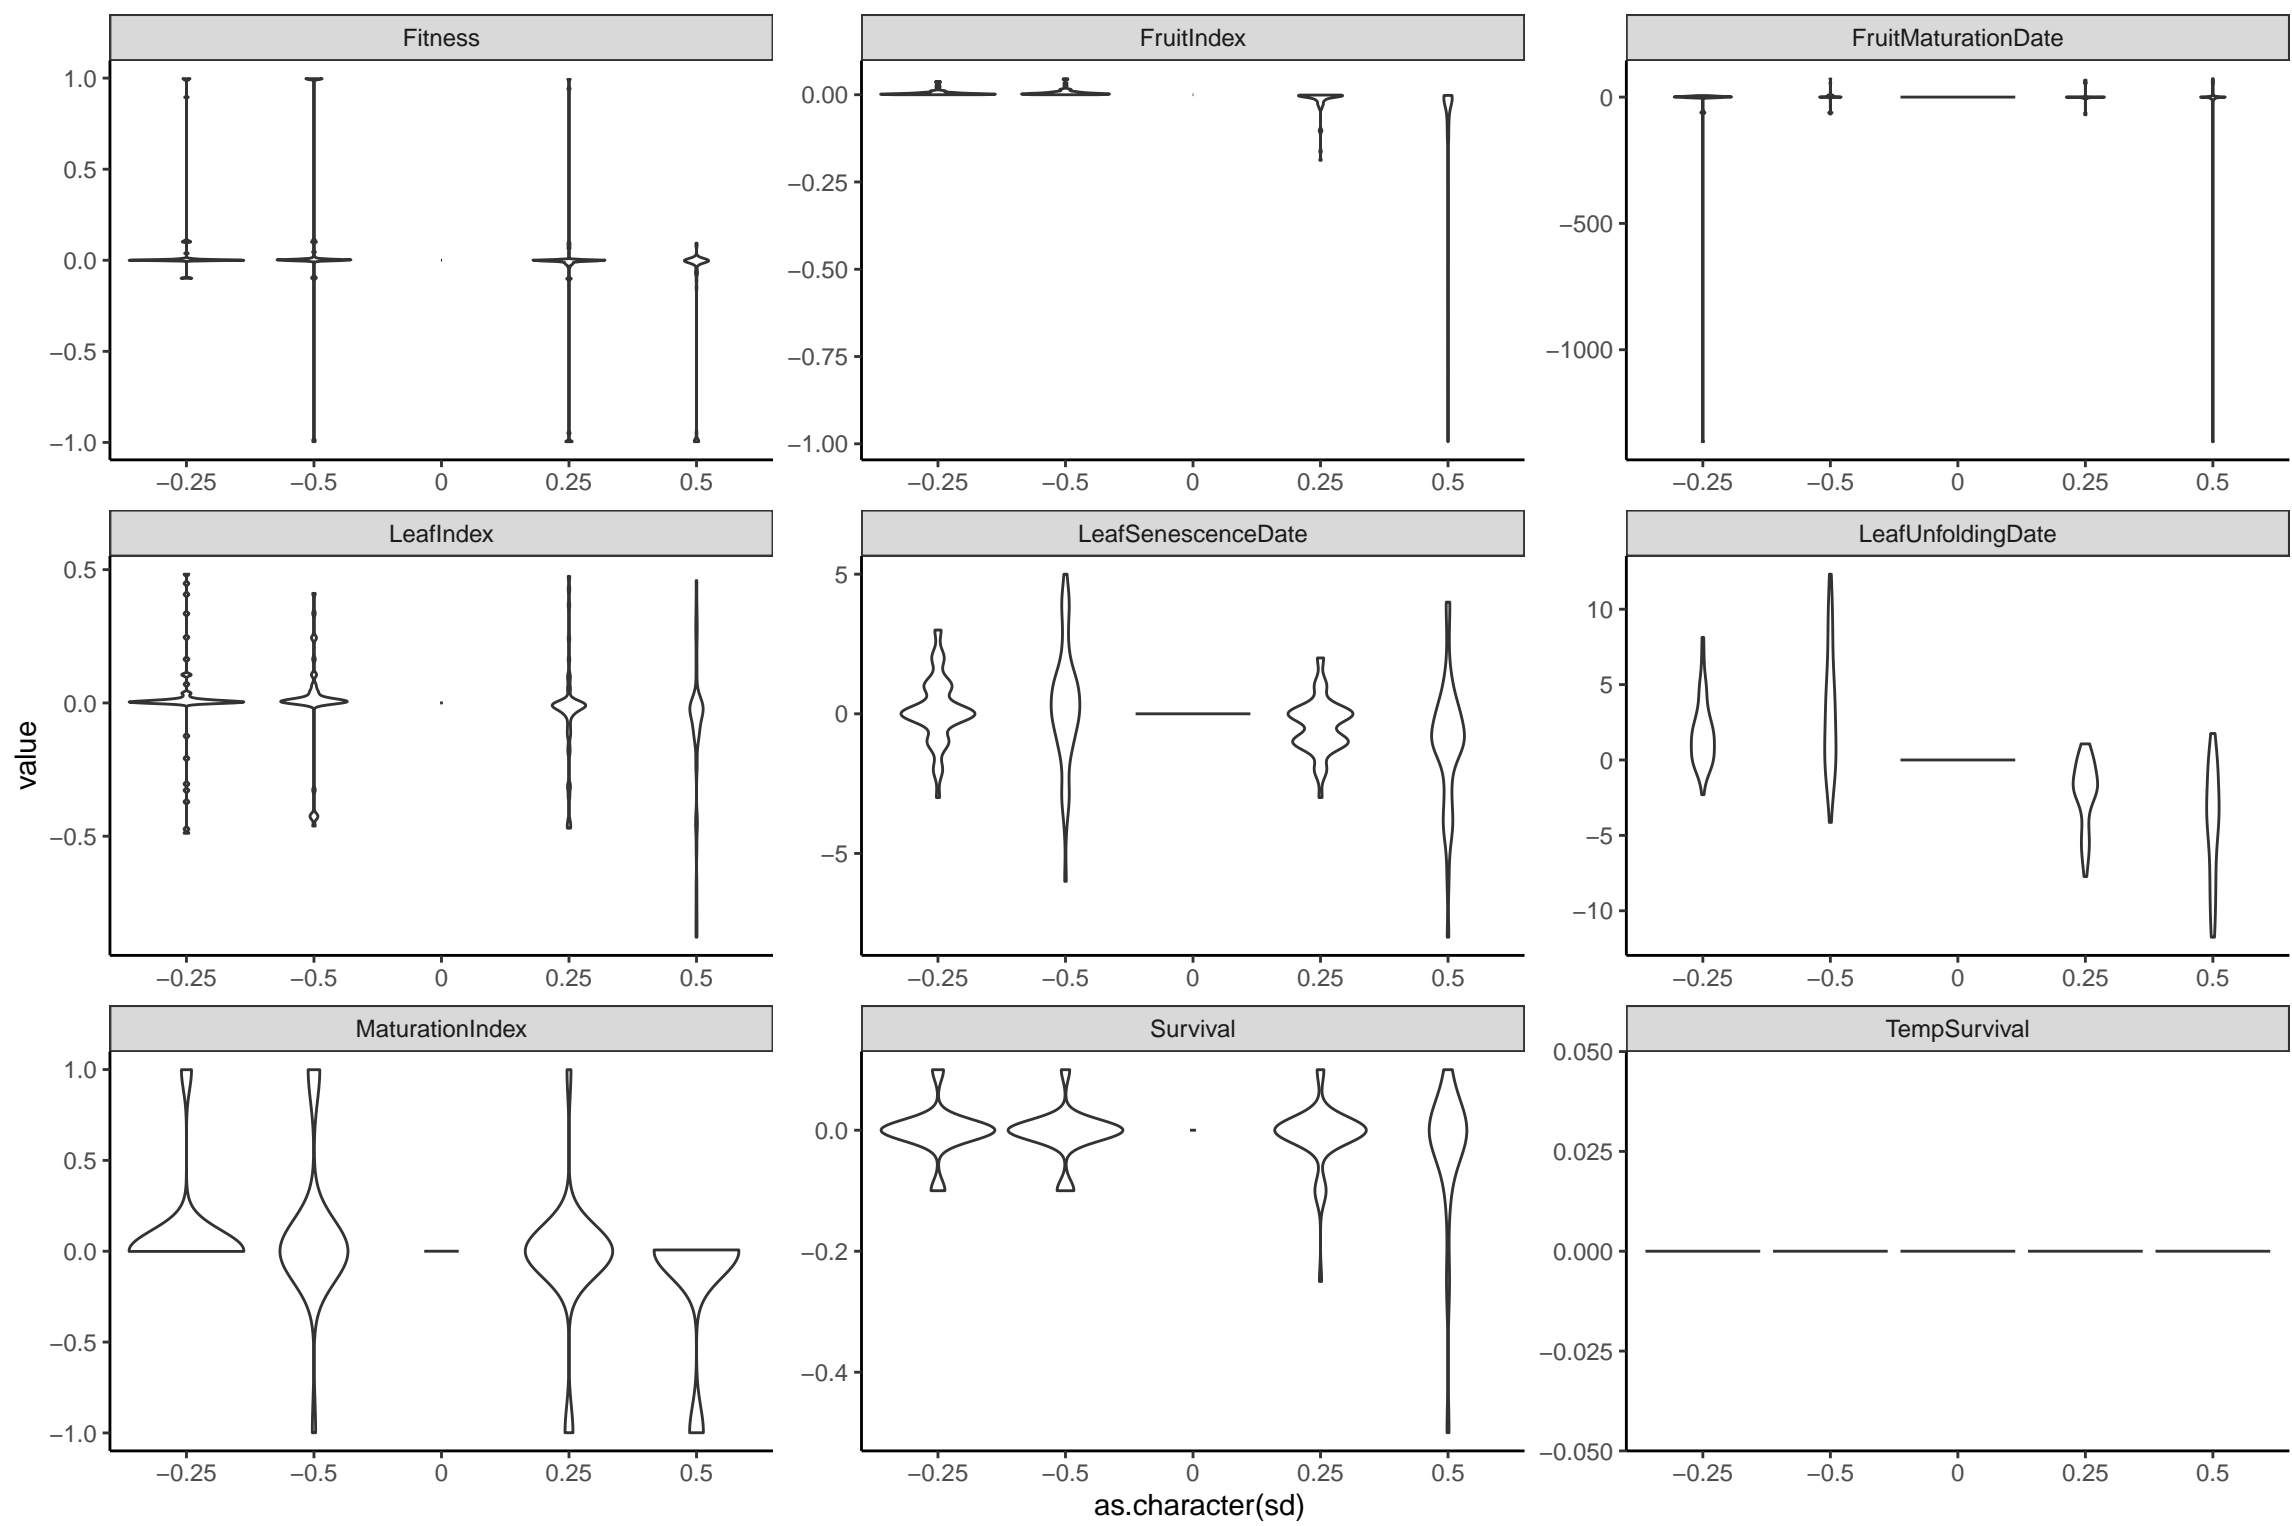 Fitness
FruitIndex
FruitMaturationDate
1.0
0.5
0.0
−0.5
−1.0
0.00
−0.25
−0.50
−0.75
−1.00
0
−500
−1000
−0.25 −0.5 0 0.25 0.5
−0.25 −0.5 0 0.25 0.5
−0.25 −0.5 0 0.25 0.5
LeafIndex
LeafSenescenceDate
LeafUnfoldingDate
0.5
0.0
−0.5
5
0
−5
10
5
0
−5
−10
value
−0.25 −0.5 0 0.25 0.5
−0.25 −0.5 0 0.25 0.5
−0.25 −0.5 0 0.25 0.5
MaturationIndex
Survival
TempSurvival
1.0
0.5
0.0
−0.5
−1.0
0.0
−0.2
−0.4
0.050
0.025
0.000
−0.025
−0.050
−0.25 −0.5 0 0.25 0.5
−0.25 −0.5 0 0.25 0.5
−0.25 −0.5 0 0.25 0.5
as.character(sd)